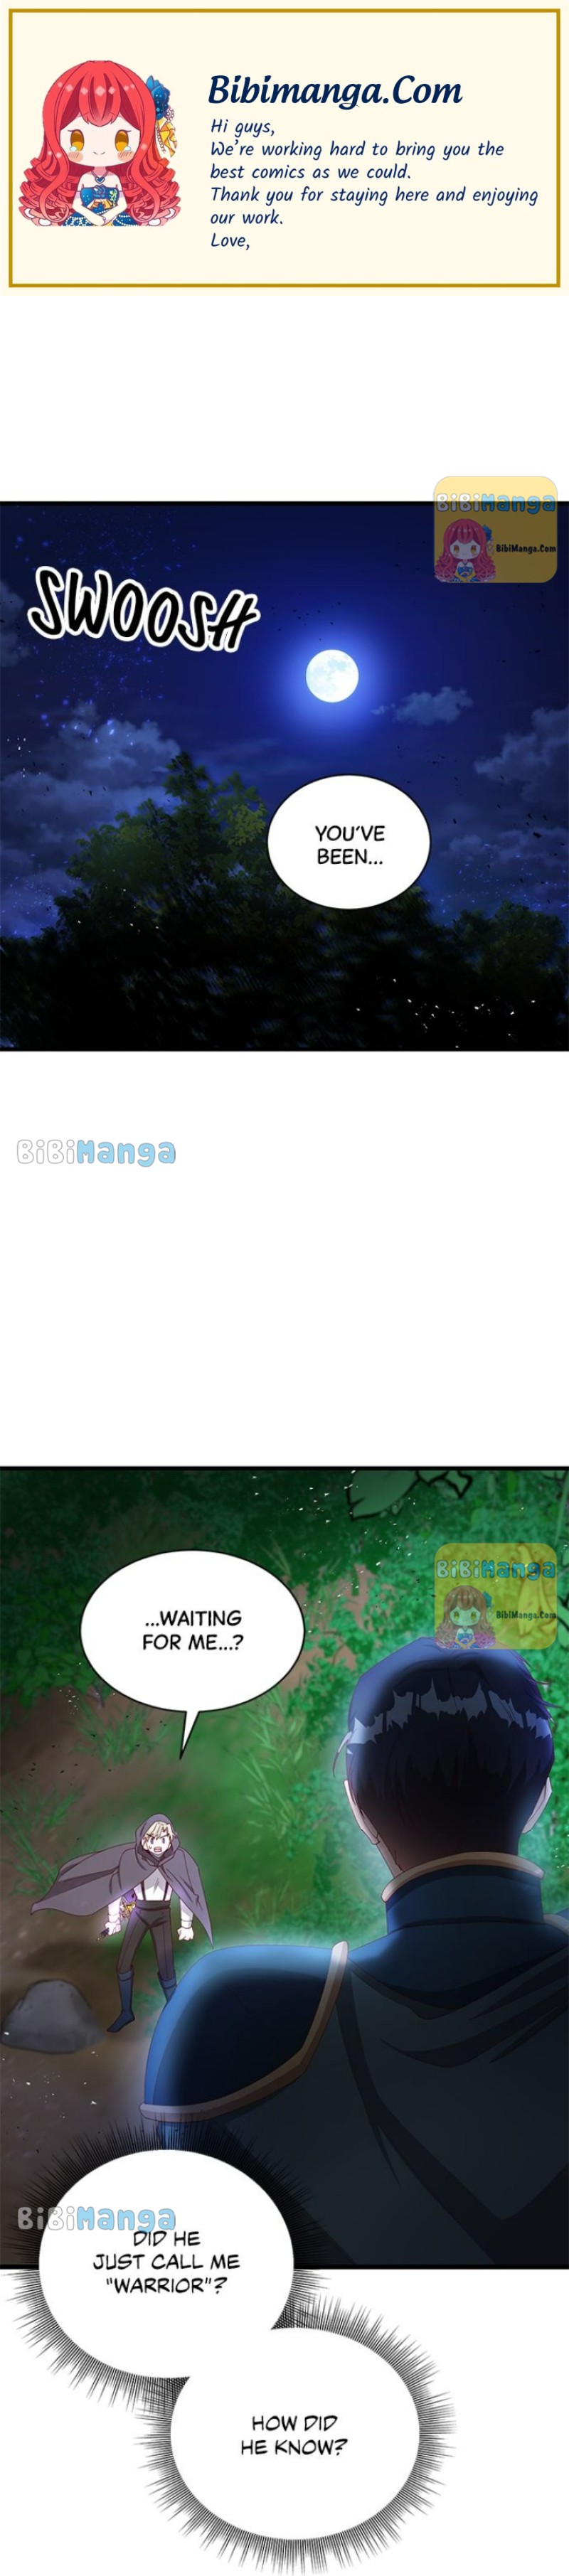 Bibimanga.Com
Hi guys,
We're working hard to bring you the
best comics as we could.
Thank you for staying here and enjoying
our work.
Love,
BiBiManga
BibiManga.Com
SWOOSH
YOU'VE
BEEN...
BiBiManga
BiBiManga
BibiManga.Com
...WAITING
FOR ME...?
BiBiManga
DID HE
JUST CALL ME
"WARRIOR"?
HOW DID
HE KNOW?